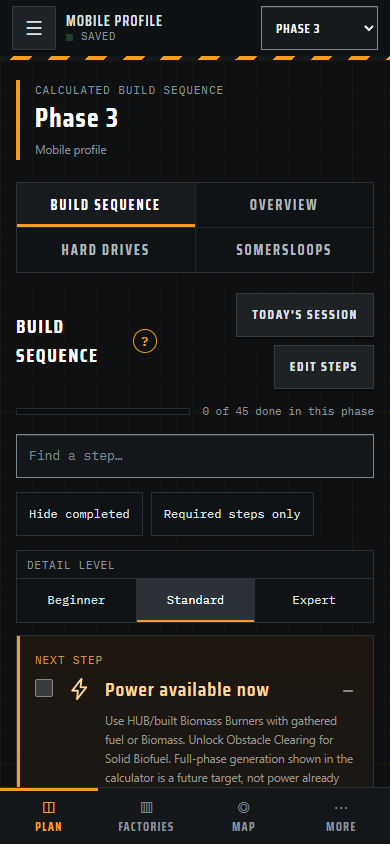 MOBILE PROFILE
SAVED
PHASE 3
CALCULATED BUILD SEQUENCE
Phase 3
Mobile profile
BUILD SEQUENCE
OVERVIEW
HARD DRIVES
SOMERSLOOPS
BUILD
SEQUENCE
?
TODAY'S SESSION
EDIT STEPS
0 of 45 done in this phase
Find a step…
Hide completed
Required steps only
DETAIL LEVEL
Beginner
Standard
Expert
NEXT STEP
Power available now
Use HUB/built Biomass Burners with gathered
fuel or Biomass. Unlock Obstacle Clearing for
Solid Biofuel. Full-phase generation shown in the
calculator is a future target, not power already
PLAN
FACTORIES
MAP
MORE